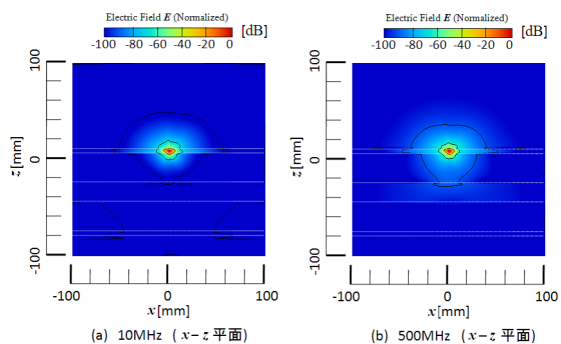 Electric Field E (Normalized)
-100 -80 -60 -40 -20 0 [dB]
100
0
-100
z[mm]
-100 0 100
x[mm]
(a) 10MHz ( x-z 平面)
Electric Field E (Normalized)
-100 -80 -60 -40 -20 0 [dB]
100
0
-100
z[mm]
-100 0 100
x[mm]
(b) 500MHz ( x-z 平面)